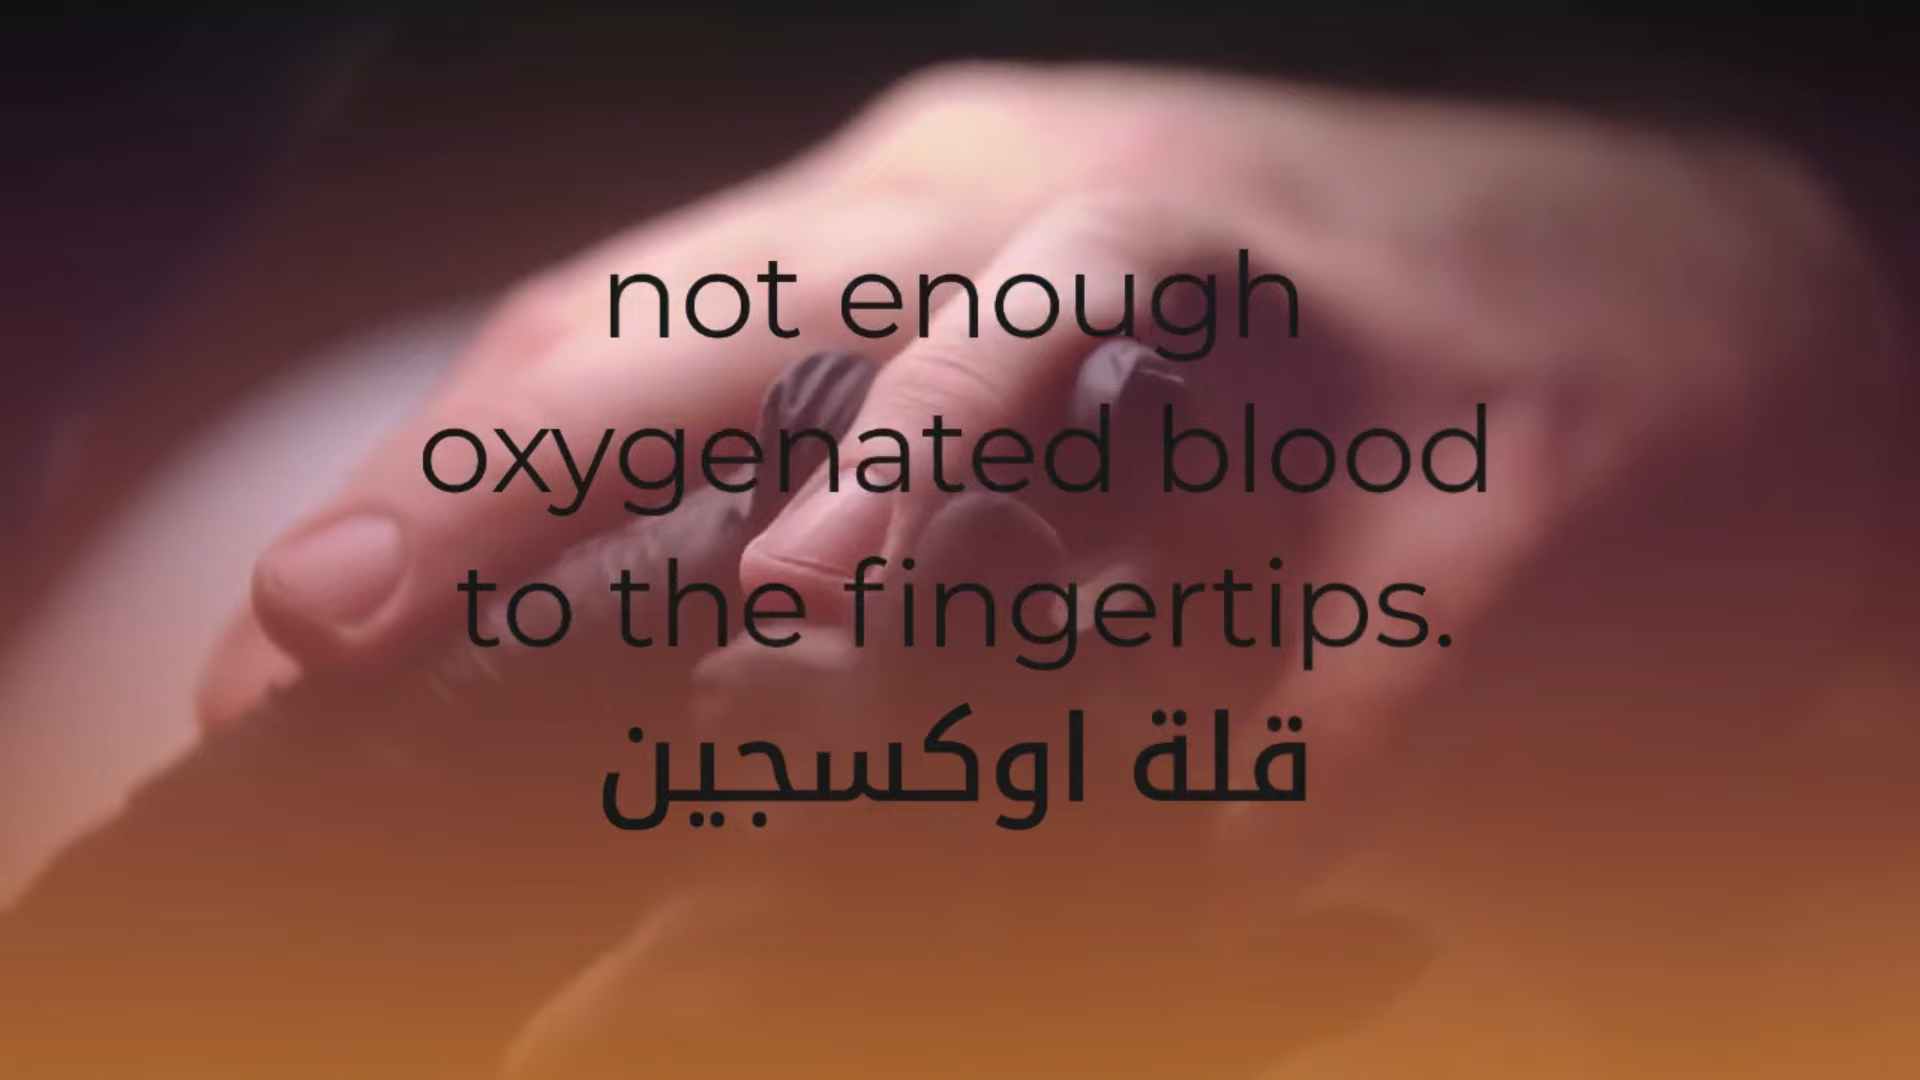 not enough
oxygenated blood
to the fingertips.
قلة اوكسجين